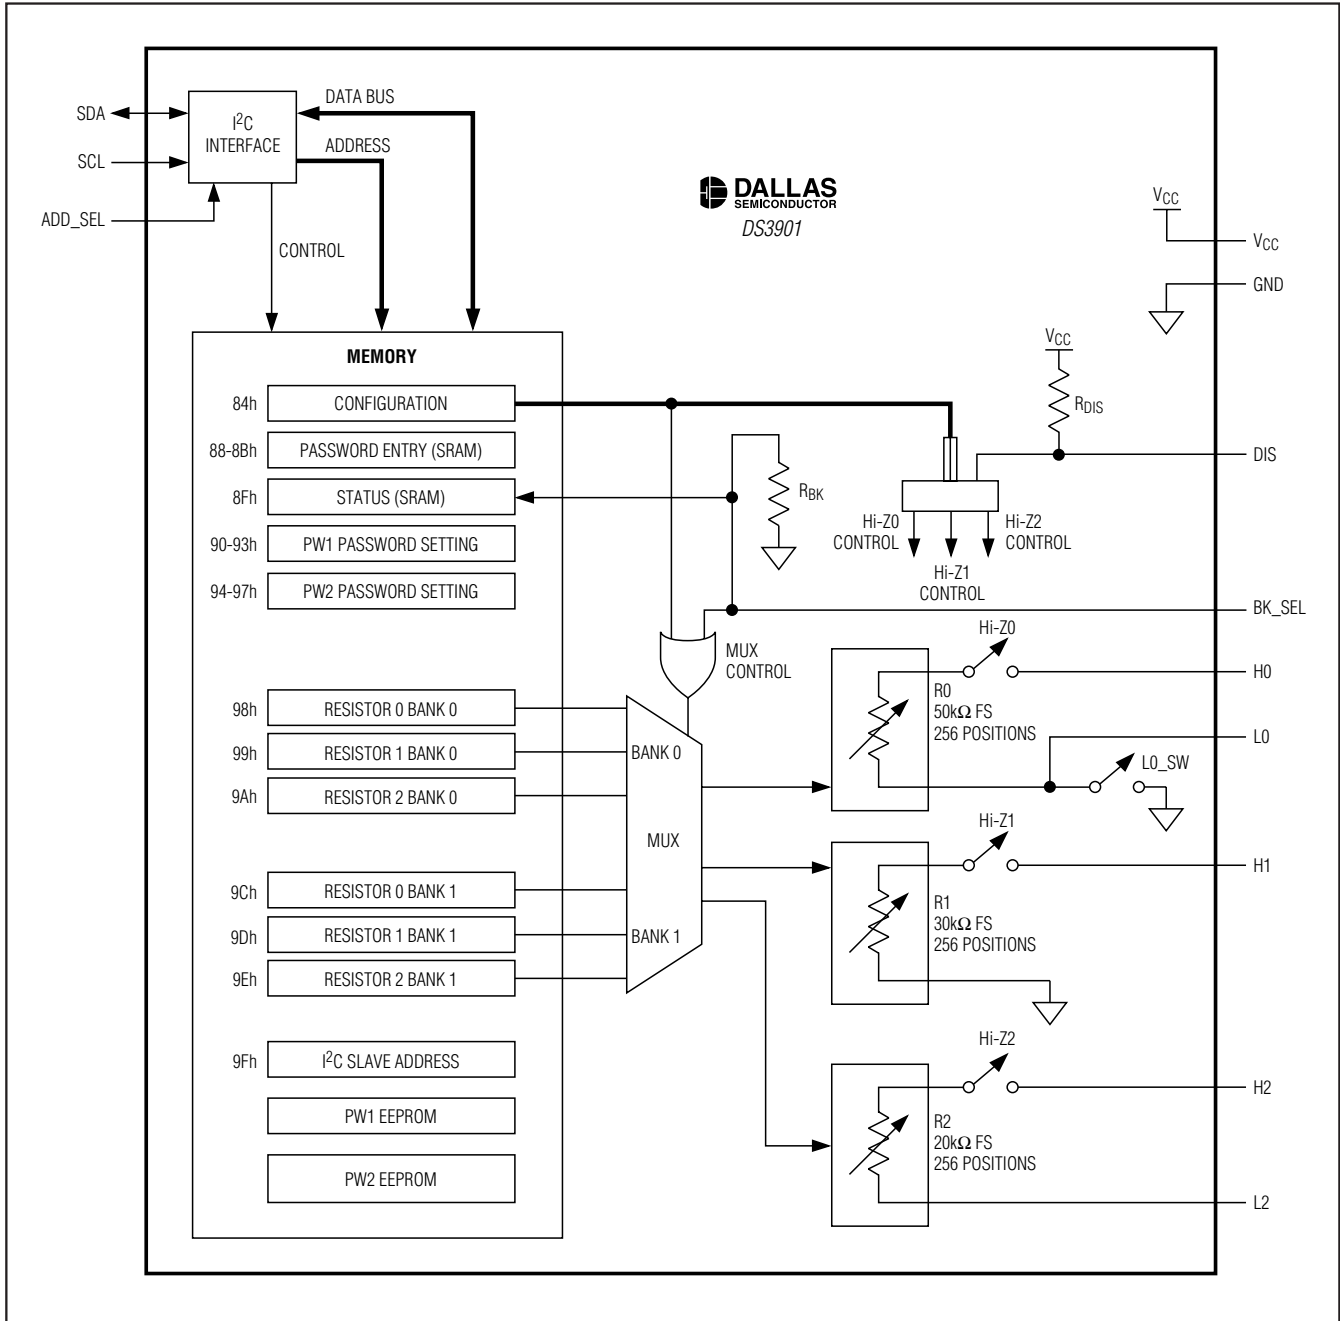 SDA
SCL
ADD_SEL
I²C
INTERFACE
DATA BUS
ADDRESS
CONTROL
DALLAS
SEMICONDUCTOR
DS3901
VCC
VCC
GND
MEMORY
84h CONFIGURATION
88-8Bh PASSWORD ENTRY (SRAM)
8Fh STATUS (SRAM)
90-93h PW1 PASSWORD SETTING
94-97h PW2 PASSWORD SETTING
98h RESISTOR 0 BANK 0
99h RESISTOR 1 BANK 0
9Ah RESISTOR 2 BANK 0
9Ch RESISTOR 0 BANK 1
9Dh RESISTOR 1 BANK 1
9Eh RESISTOR 2 BANK 1
9Fh I²C SLAVE ADDRESS
PW1 EEPROM
PW2 EEPROM
VCC
RDIS
DIS
RBK
Hi-Z0
CONTROL
Hi-Z1
CONTROL
Hi-Z2
CONTROL
BK_SEL
MUX
CONTROL
BANK 0
MUX
BANK 1
Hi-Z0
H0
R0
50kΩ FS
256 POSITIONS
L0
L0_SW
Hi-Z1
H1
R1
30kΩ FS
256 POSITIONS
Hi-Z2
H2
R2
20kΩ FS
256 POSITIONS
L2